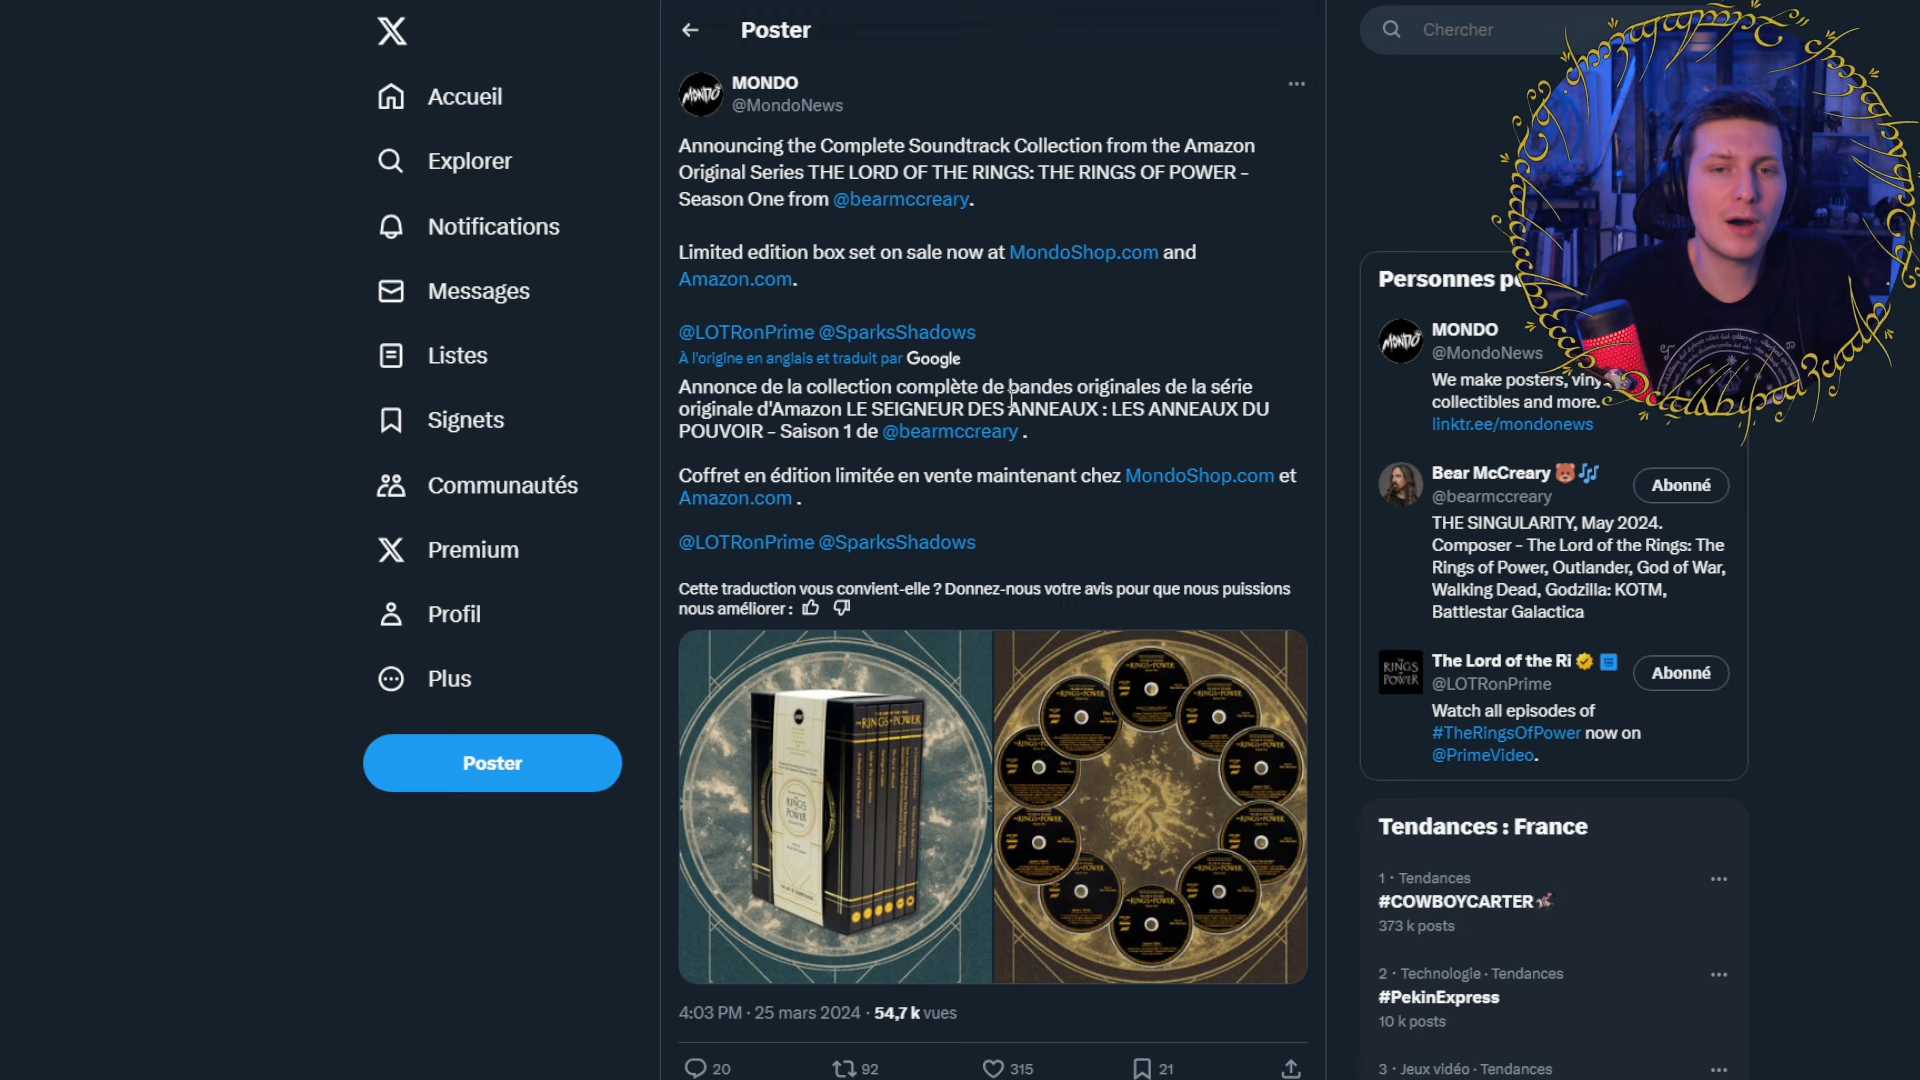 Accueil
Explorer
Notifications
Messages
Listes
Signets
Communautés
Premium
Profil
Plus
Poster
Poster
MONDO
@MondoNews
Announcing the Complete Soundtrack Collection from the Amazon
Original Series THE LORD OF THE RINGS: THE RINGS OF POWER –
Season One from @bearmccreary.
Limited edition box set on sale now at MondoShop.com and
Amazon.com.
@LOTRonPrime @SparksShadows
À l'origine en anglais et traduit par Google
Annonce de la collection complète de bandes originales de la série
originale d'Amazon LE SEIGNEUR DES ANNEAUX : LES ANNEAUX DU
POUVOIR – Saison 1 de @bearmccreary .
Coffret en édition limitée en vente maintenant chez MondoShop.com et
Amazon.com .
@LOTRonPrime @SparksShadows
Cette traduction vous convient-elle ? Donnez-nous votre avis pour que nous puissions
nous améliorer :
THE RINGS OF POWER
4:03 PM · 25 mars 2024 · 54,7 k vues
20 92 315 21
Chercher
Personnes
MONDO
@MondoNews
We make posters,
collectibles and more.
linktr.ee/mondonews
Bear McCreary
@bearmccreary
Abonné
THE SINGULARITY, May 2024.
Composer – The Lord of the Rings: The
Rings of Power, Outlander, God of War,
Walking Dead, Godzilla: KOTM,
Battlestar Galactica
The Lord of the Ri
@LOTRonPrime
Abonné
Watch all episodes of
#TheRingsOfPower now on
@PrimeVideo.
Tendances : France
1 · Tendances
#COWBOYCARTER
373 k posts
2 · Technologie · Tendances
#PekinExpress
10 k posts
3 · Jeux vidéo · Tendances